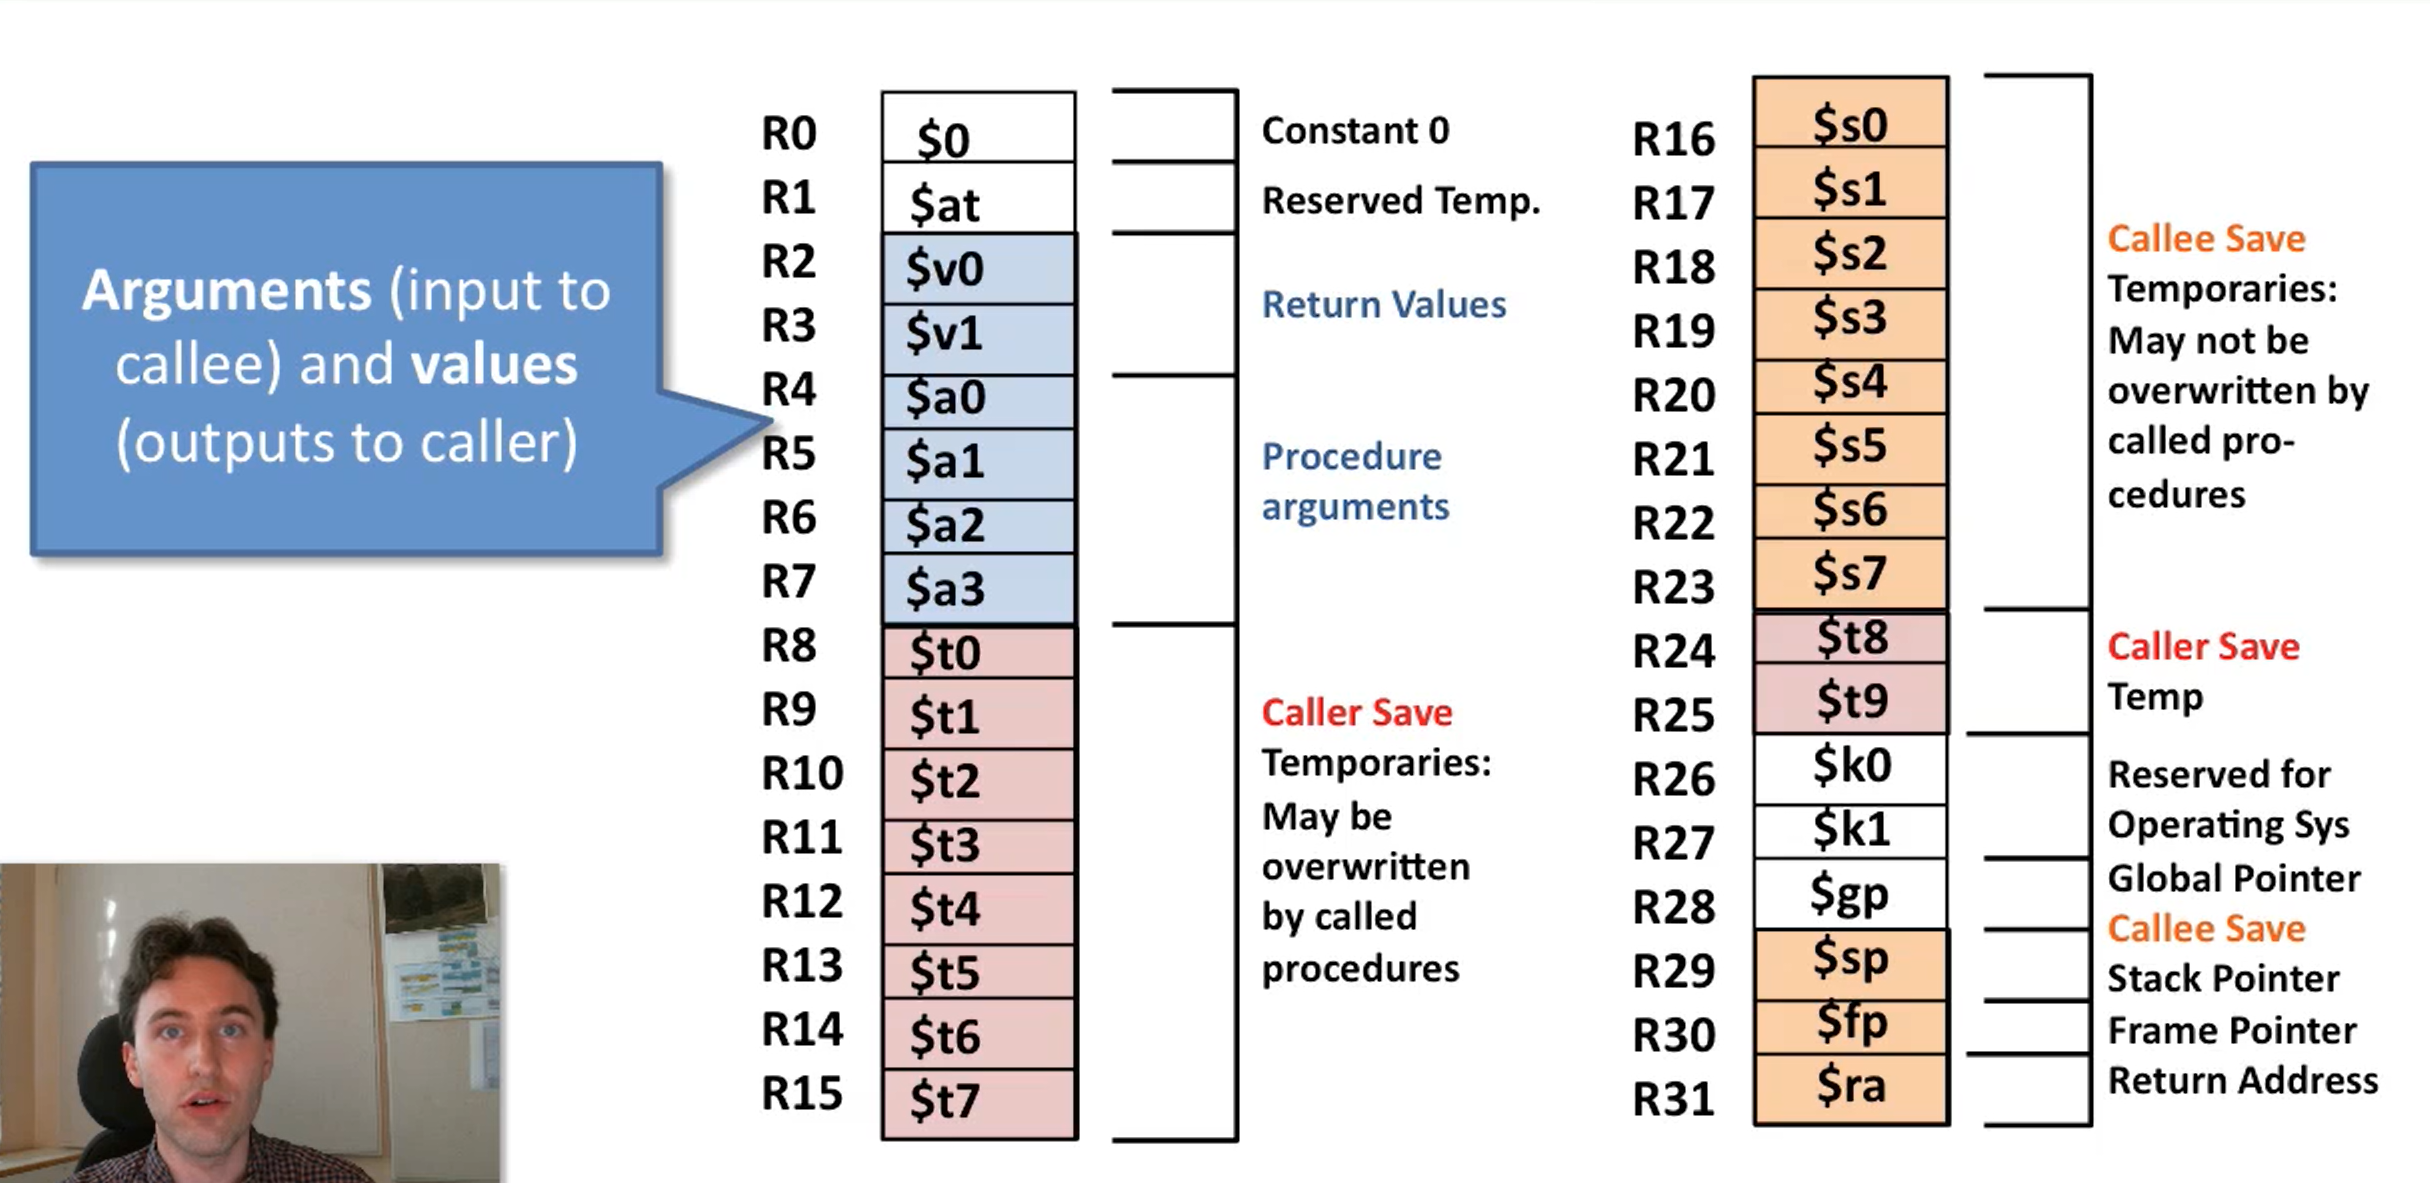 Arguments (input to
callee) and values
(outputs to caller)
R0 $0 Constant 0
R1 $at Reserved Temp.
R2 $v0
Return Values
R3 $v1
R4 $a0
R5 $a1 Procedure
R6 $a2 arguments
R7 $a3
R8 $t0
R9 $t1 Caller Save
R10 $t2 Temporaries:
R11 $t3 May be
overwritten
R12 $t4 by called
R13 $t5 procedures
R14 $t6
R15 $t7
R16 $s0
R17 $s1
R18 $s2 Callee Save
Temporaries:
R19 $s3 May not be
R20 $s4 overwritten by
R21 $s5 called pro-
R22 $s6 cedures
R23 $s7
R24 $t8 Caller Save
R25 $t9 Temp
R26 $k0 Reserved for
R27 $k1 Operating Sys
R28 $gp Global Pointer
Callee Save
R29 $sp Stack Pointer
R30 $fp Frame Pointer
R31 $ra Return Address